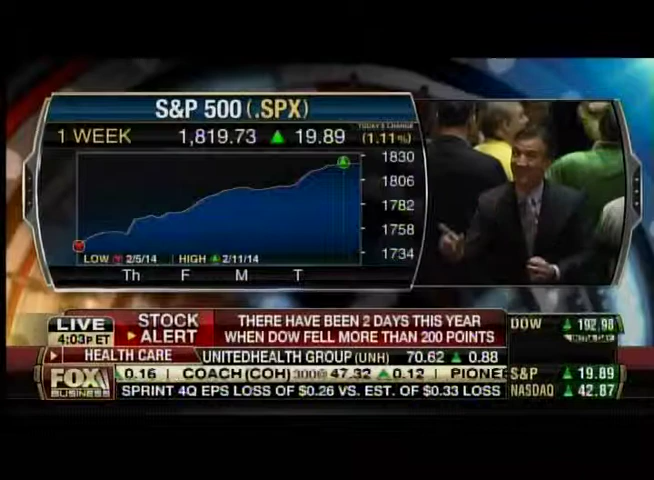 S&P 500 (.SPX)
1 WEEK 1,819.73 ▲ 19.89 TODAY'S CHANGE (1.11%)
1830
1806
1782
1758
1734
LOW ▼ 2/5/14 HIGH ▲ 2/11/14
Th F M T
LIVE
4:03P ET
STOCK ALERT
THERE HAVE BEEN 2 DAYS THIS YEAR
WHEN DOW FELL MORE THAN 200 POINTS
DOW ▲ 192.98
HEALTH CARE UNITEDHEALTH GROUP (UNH) 70.62 ▲ 0.88
FOX BUSINESS
▲ 0.16 | COACH (COH) 300@ 47.32 ▲ 0.12 | PIONE
S&P ▲ 19.89
SPRINT 4Q EPS LOSS OF $0.26 VS. EST. OF $0.33 LOSS
NASDAQ ▲ 42.87